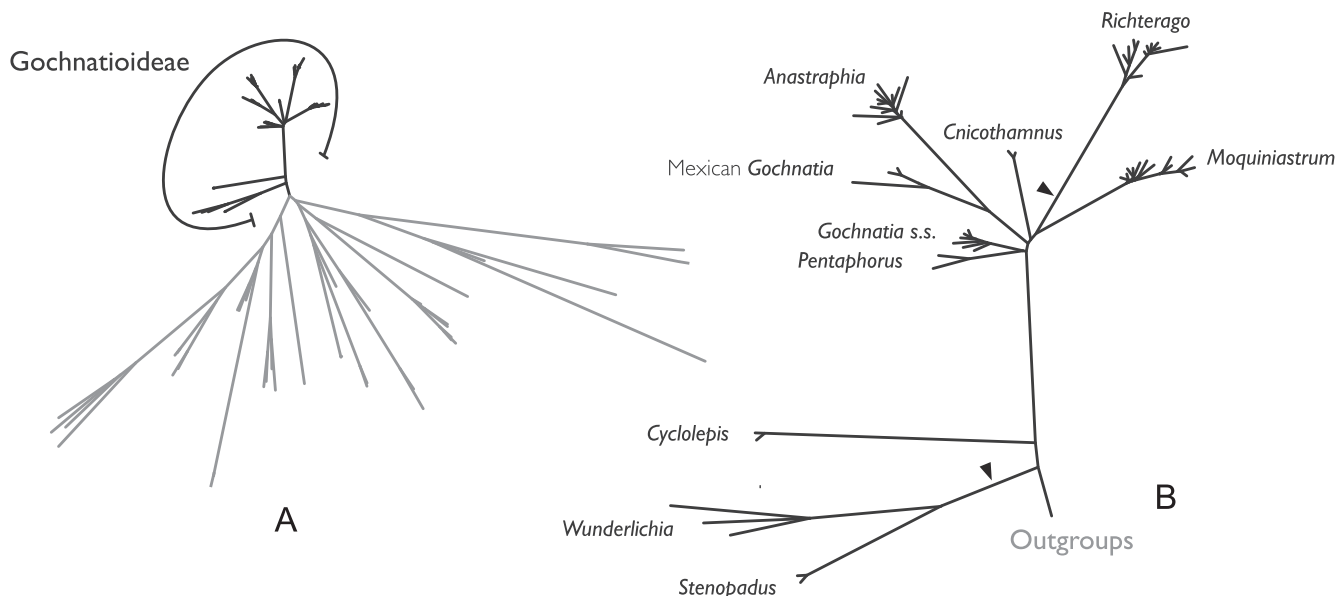 Gochnatioideae
A
Richterago
Anastraphia
Cnicothamnus
Moquiniastrum
Mexican Gochnatia
Gochnatia s.s.
Pentaphorus
Cyclolepis
B
Wunderlichia
Outgroups
Stenopadus